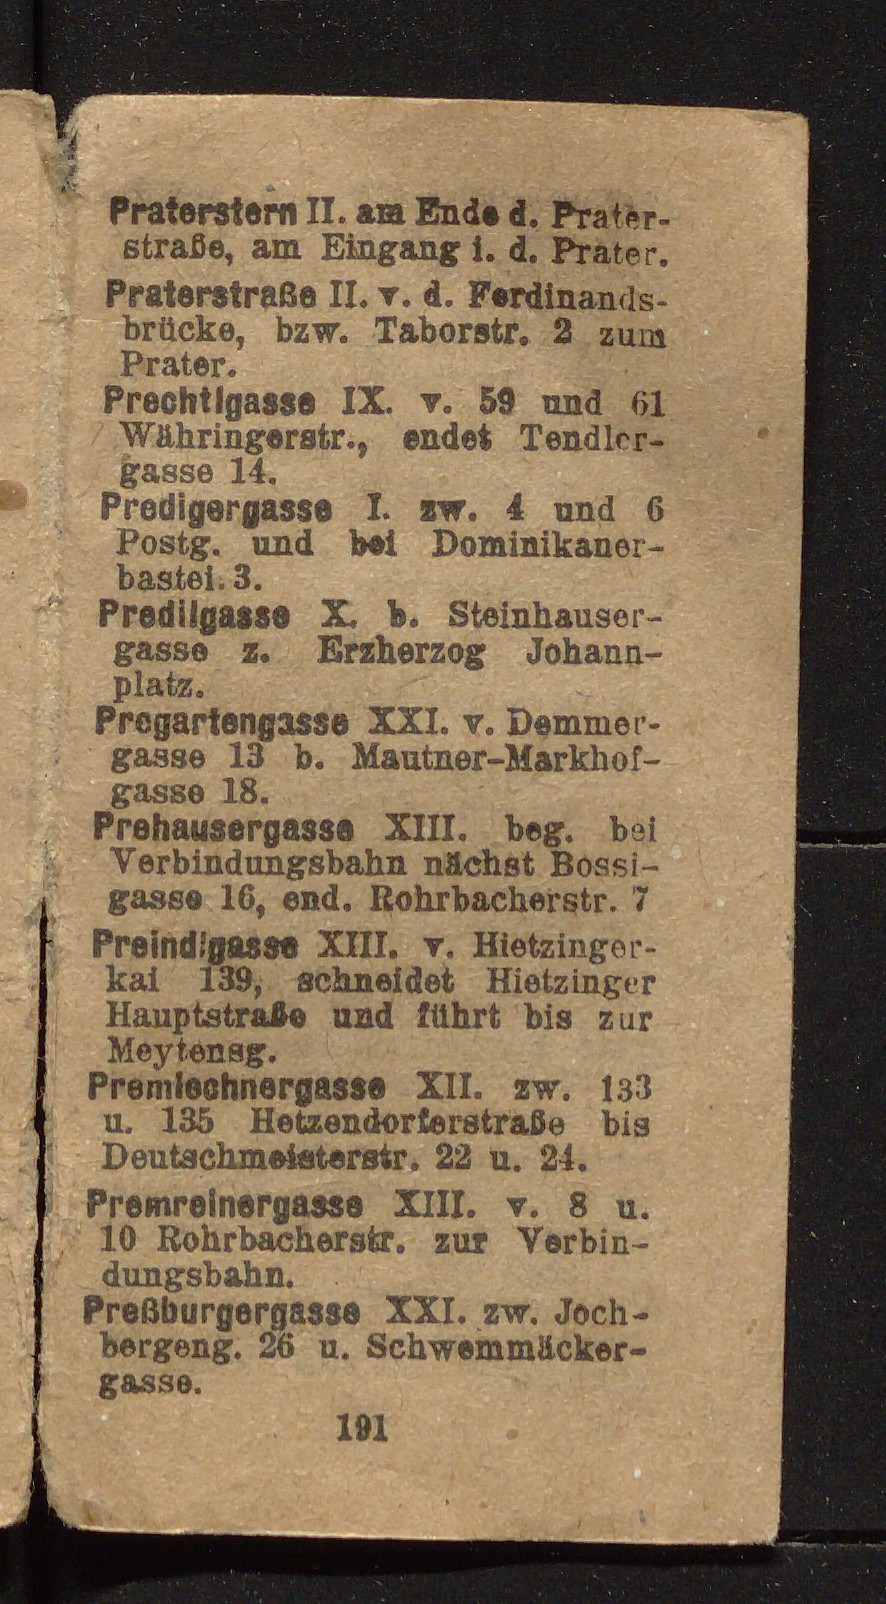 Praterstern II. am Ende d. Prater-
straße, am Eingang i. d. Prater.
Praterstraße II. v. d. Ferdinands-
brücke, bzw. Taborstr. 2 zum
Prater.
Prechtlgasse IX. v. 59 und 61
Währingerstr., endet Tendler-
gasse 14.
Predigergasse I. zw. 4 und 6
Postg. und bei Dominikaner-
bastei. 3.
Predilgasse X. b. Steinhauser-
gasse z. Erzherzog Johann-
platz.
Pregartengasse XXI. v. Demmer-
gasse 13 b. Mautner-Markhof-
gasse 18.
Prehausergasse XIII. beg. bei
Verbindungsbahn nächst Bossi-
gasse 16, end. Rohrbacherstr. 7
Preindlgasse XIII. v. Hietzinger-
kai 139, schneidet Hietzinger
Hauptstraße und führt bis zur
Meytensg.
Premlechnergasse XII. zw. 133
u. 135 Hetzendorferstraße bis
Deutschmeisterstr. 22 u. 24.
Premreinergasse XIII. v. 8 u.
10 Rohrbacherstr. zur Verbin-
dungsbahn.
Preßburgergasse XXI. zw. Joch-
bergeng. 26 u. Schwemmäcker-
gasse.
191